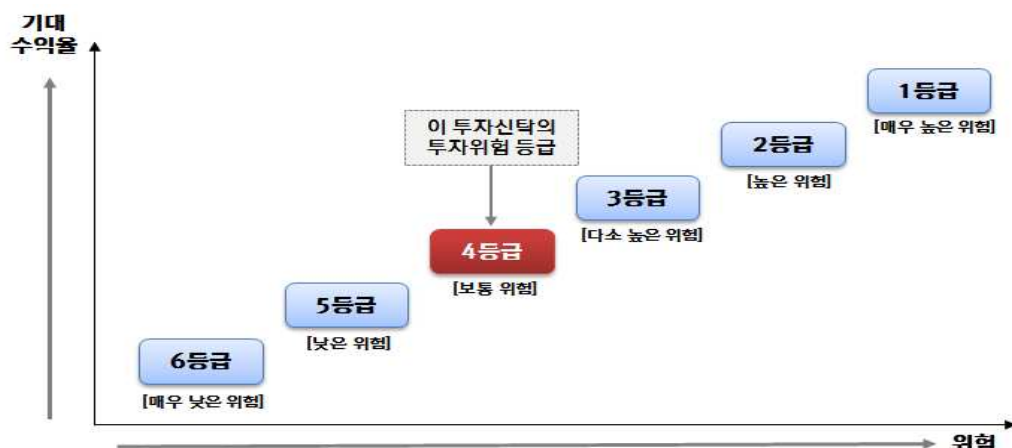 기대
수익율
1등급
[매우 높은 위험]
이 투자신탁의
투자위험 등급
2등급
[높은 위험]
3등급
[다소 높은 위험]
4등급
[보통 위험]
5등급
[낮은 위험]
6등급
[매우 낮은 위험]
위험